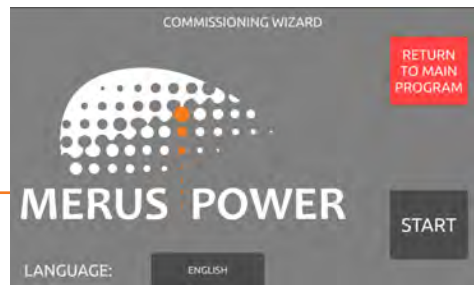 COMMISSIONING WIZARD
RETURN
TO MAIN
PROGRAM
MERUS POWER
START
LANGUAGE:
ENGLISH